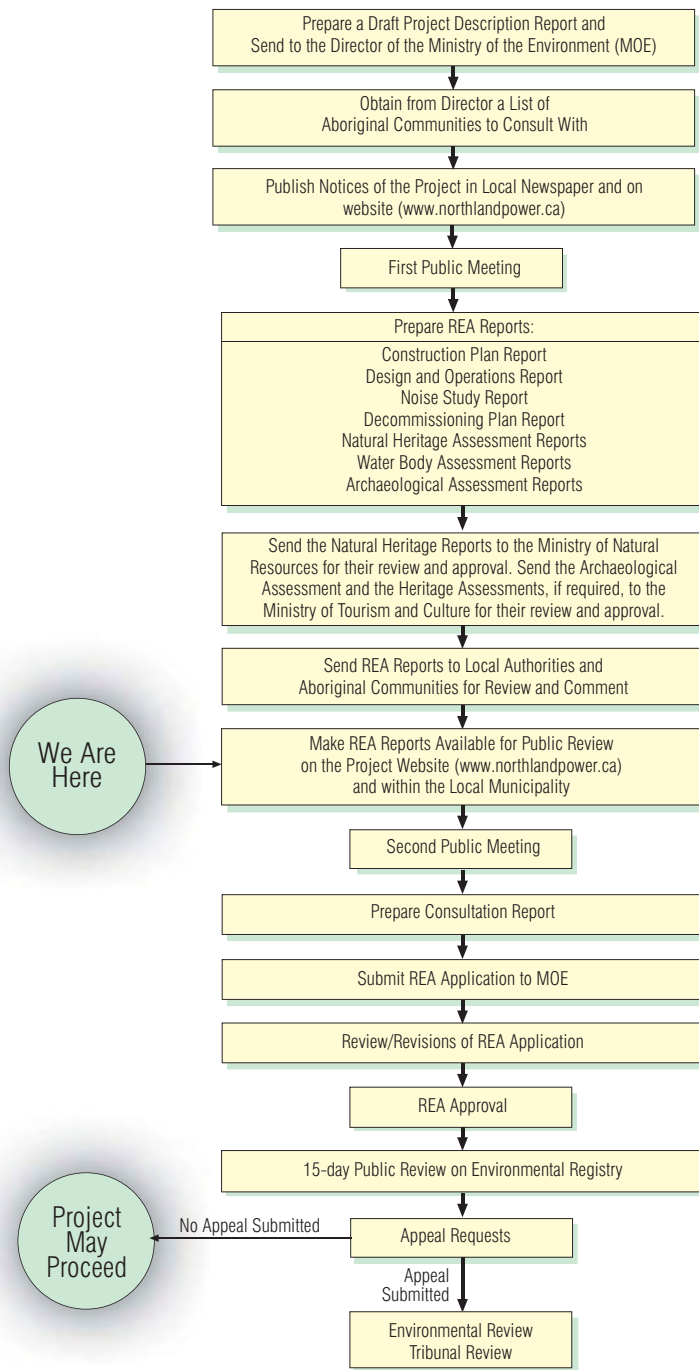 Prepare a Draft Project Description Report and
Send to the Director of the Ministry of the Environment (MOE)
Obtain from Director a List of
Aboriginal Communities to Consult With
Publish Notices of the Project in Local Newspaper and on
website (www.northlandpower.ca)
First Public Meeting
Prepare REA Reports:
Construction Plan Report
Design and Operations Report
Noise Study Report
Decommissioning Plan Report
Natural Heritage Assessment Reports
Water Body Assessment Reports
Archaeological Assessment Reports
Send the Natural Heritage Reports to the Ministry of Natural
Resources for their review and approval. Send the Archaeological
Assessment and the Heritage Assessments, if required, to the
Ministry of Tourism and Culture for their review and approval.
Send REA Reports to Local Authorities and
Aboriginal Communities for Review and Comment
We Are
Here
Make REA Reports Available for Public Review
on the Project Website (www.northlandpower.ca)
and within the Local Municipality
Second Public Meeting
Prepare Consultation Report
Submit REA Application to MOE
Review/Revisions of REA Application
REA Approval
15-day Public Review on Environmental Registry
Project
May
Proceed
No Appeal Submitted
Appeal Requests
Appeal
Submitted
Environmental Review
Tribunal Review